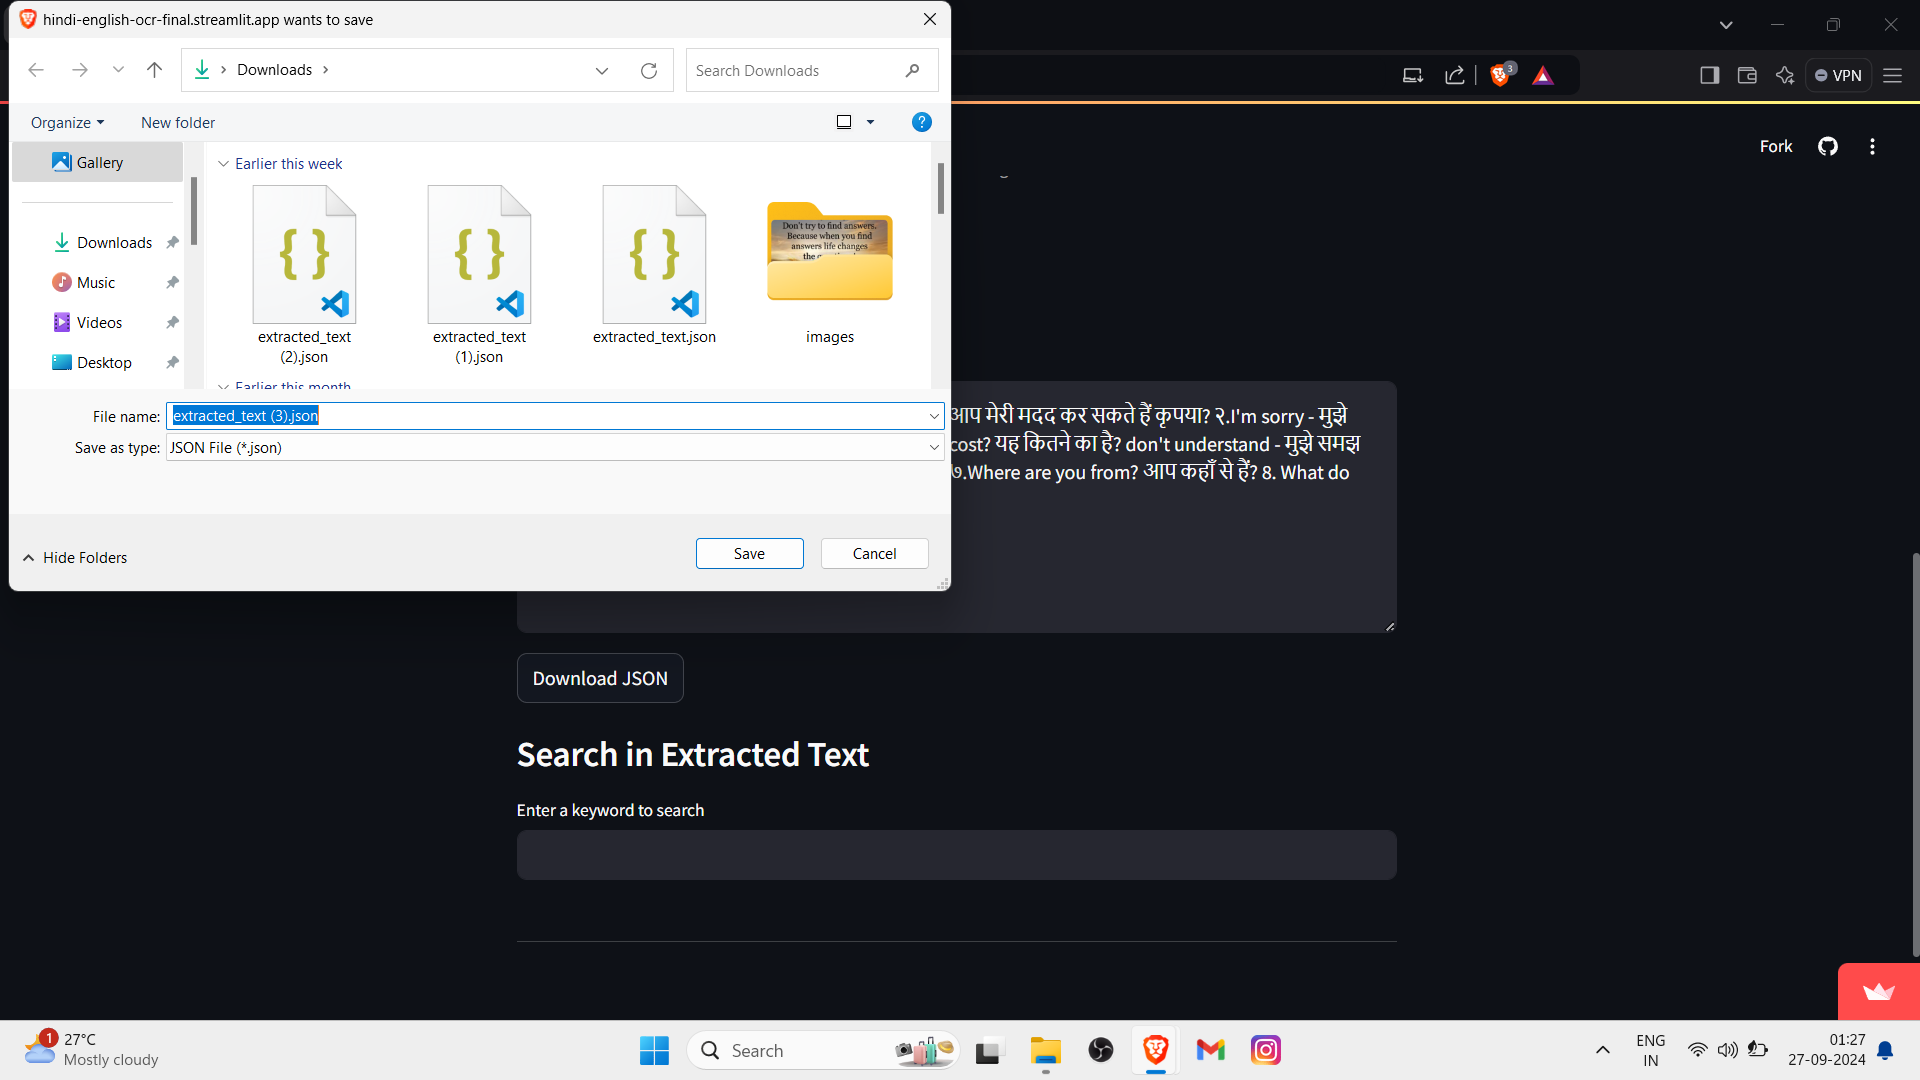 hindi-english-ocr-final.streamlit.app wants to save
Downloads
Search Downloads
Organize
New folder
Gallery
Downloads
Music
Videos
Desktop
Earlier this week
extracted_text (2).json
extracted_text (1).json
extracted_text.json
Don't try to find answers.
Because when you find
answers life changes
the
images
Earlier this month
File name: extracted_text (3).json
Save as type: JSON File (*.json)
Hide Folders
Save
Cancel
3
VPN
Fork
आप मेरी मदद कर सकते हैं कृपया? २.I'm sorry - मुझे
cost? यह कितने का है? don't understand - मुझे समझ
७.Where are you from? आप कहाँ से हैं? 8. What do
Download JSON
Search in Extracted Text
Enter a keyword to search
1
27°C
Mostly cloudy
Search
ENG
IN
01:27
27-09-2024